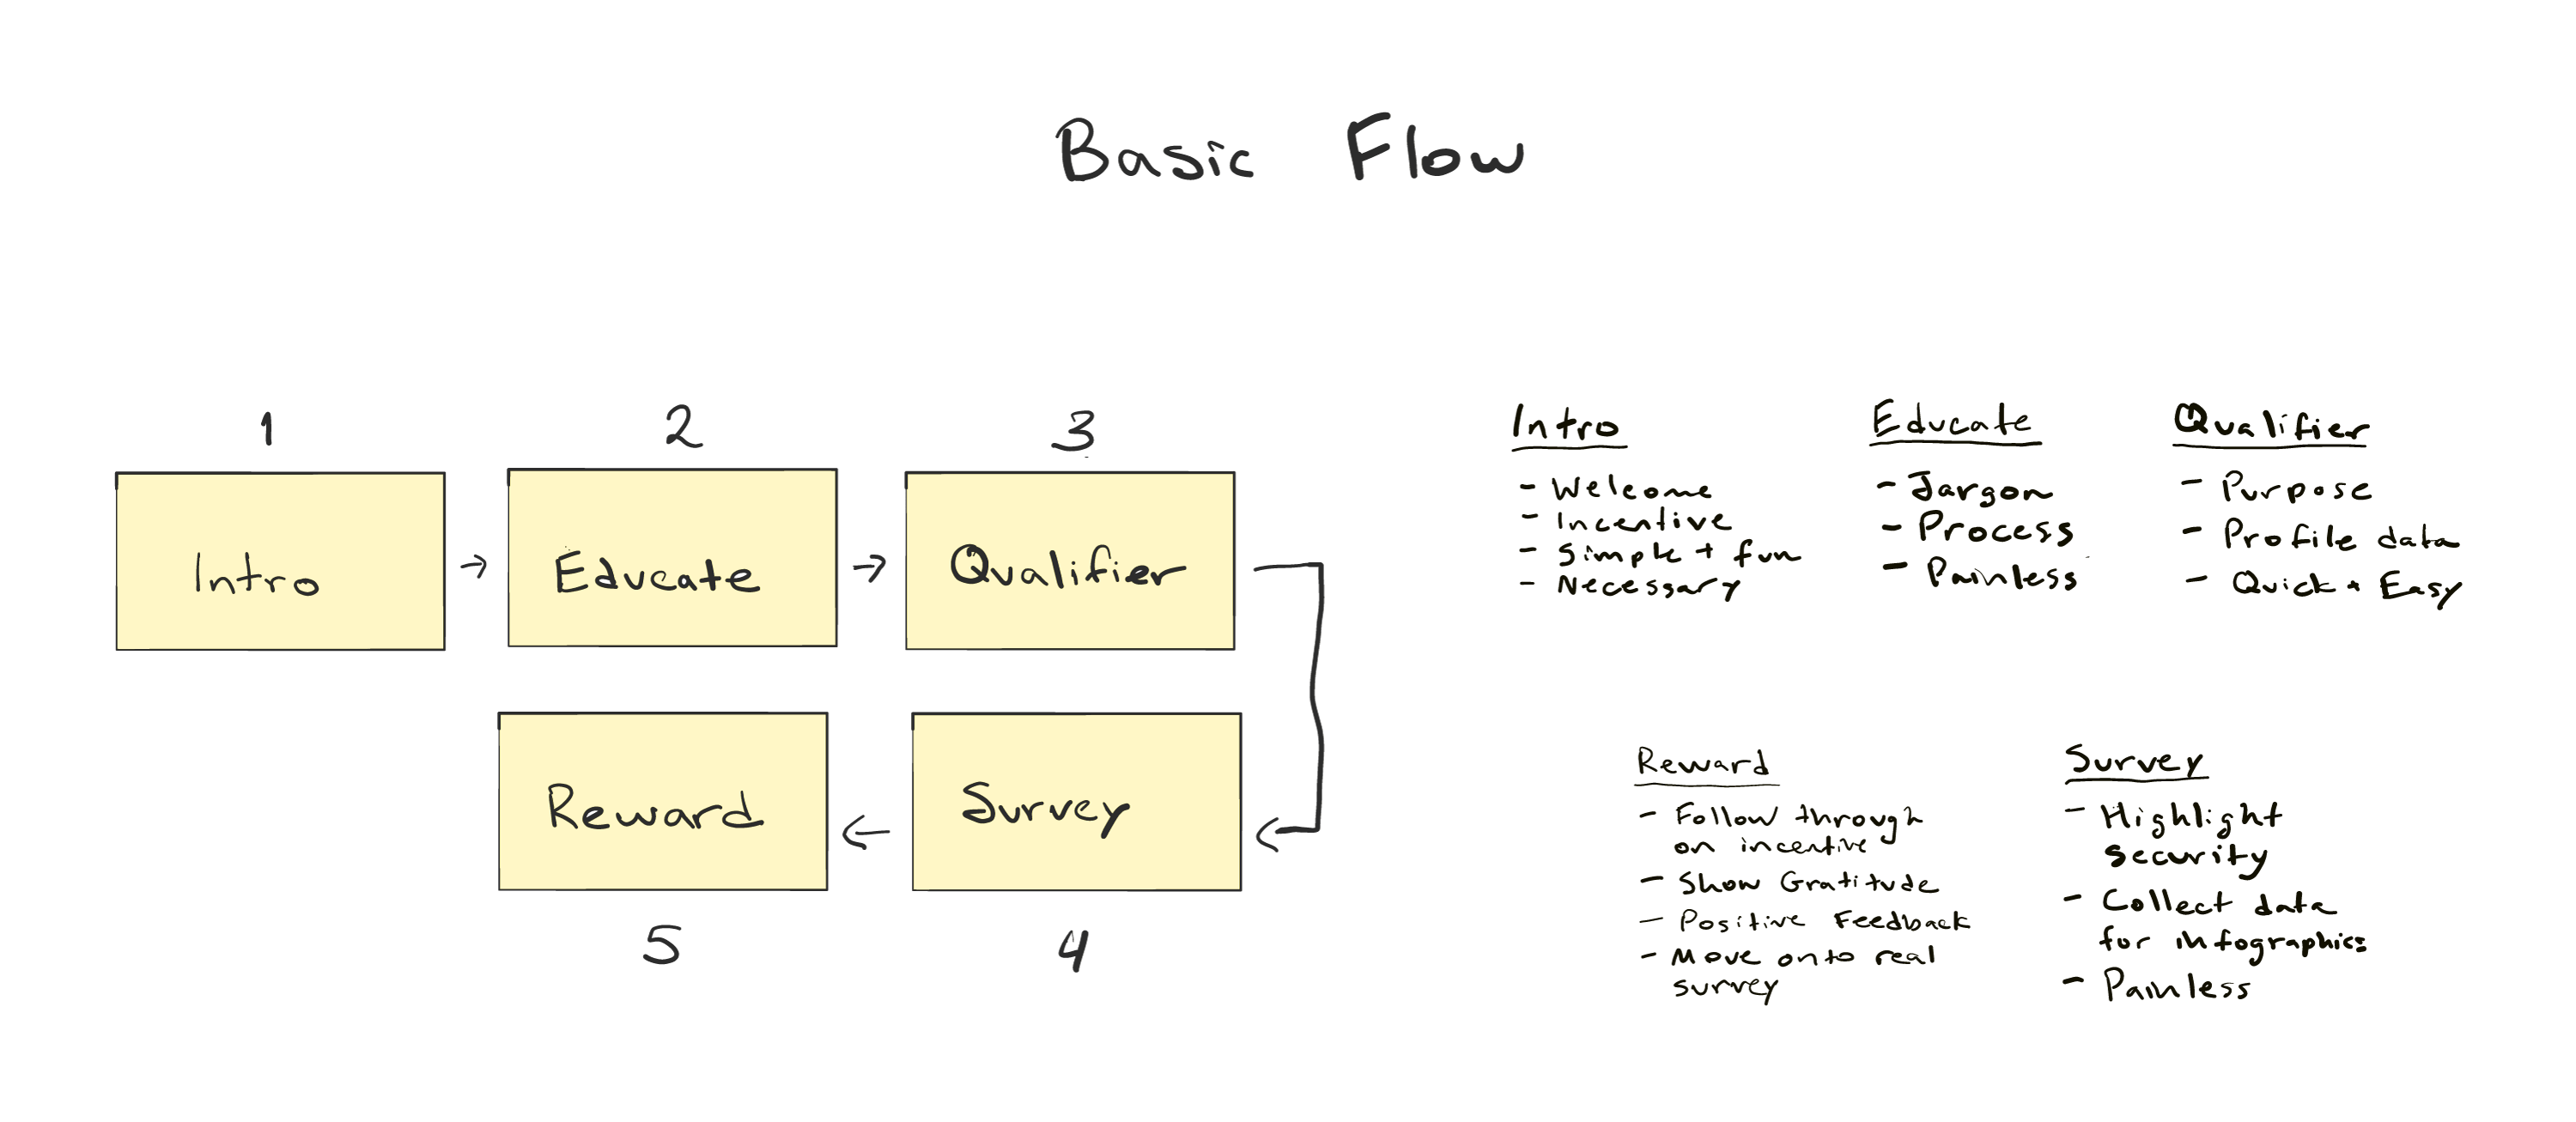 Basic Flow
1
2
3
Intro
→
Educate
→
Qualifier
Reward
←
Survey
5
4
Intro
- Welcome
- Incentive
- Simple + fun
- Necessary
Educate
- Jargon
- Process
- Painless
Qualifier
- Purpose
- Profile data
- Quick + Easy
Reward
- Follow through
on incentive
- Show Gratitude
- Positive Feedback
- Move onto real
survey
Survey
- Highlight
security
- Collect data
for infographics
- Painless